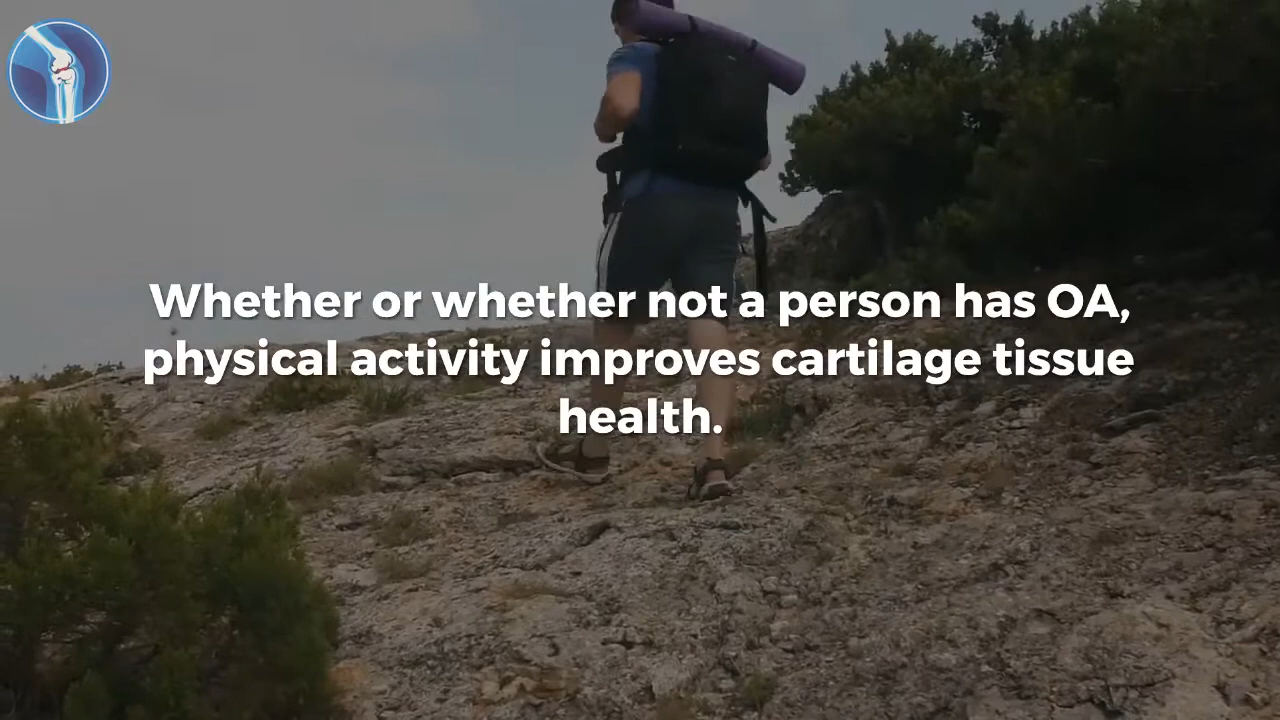 Whether or whether not a person has OA,
physical activity improves cartilage tissue
health.